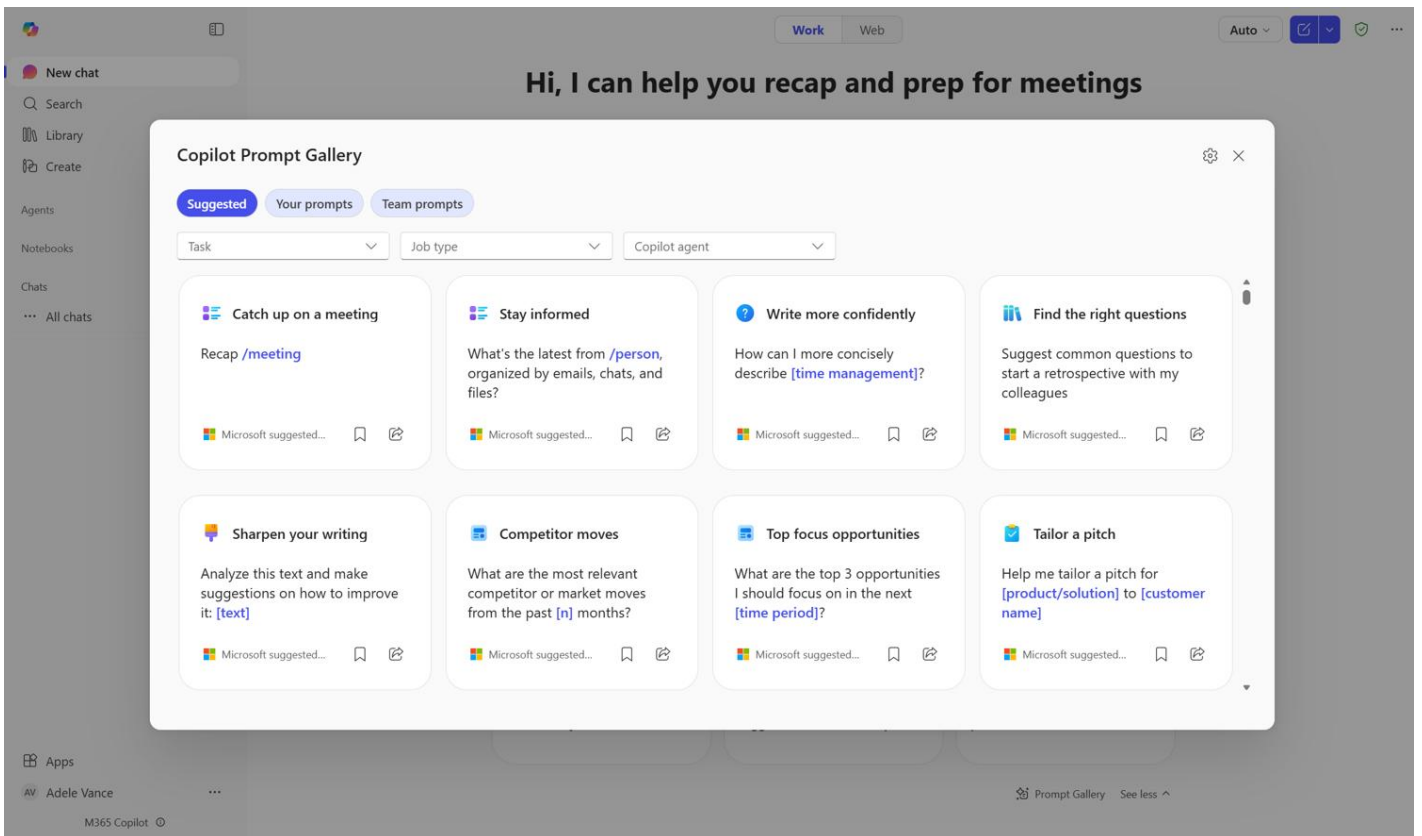 Work Web
Auto
New chat
Hi, I can help you recap and prep for meetings
Search
Library
Create
Agents
Notebooks
Chats
All chats
Copilot Prompt Gallery
Suggested Your prompts Team prompts
Task Job type Copilot agent
Catch up on a meeting
Recap /meeting
Microsoft suggested...
Stay informed
What's the latest from /person,
organized by emails, chats, and
files?
Microsoft suggested...
Write more confidently
How can I more concisely
describe [time management]?
Microsoft suggested...
Find the right questions
Suggest common questions to
start a retrospective with my
colleagues
Microsoft suggested...
Sharpen your writing
Analyze this text and make
suggestions on how to improve
it: [text]
Microsoft suggested...
Competitor moves
What are the most relevant
competitor or market moves
from the past [n] months?
Microsoft suggested...
Top focus opportunities
What are the top 3 opportunities
I should focus on in the next
[time period]?
Microsoft suggested...
Tailor a pitch
Help me tailor a pitch for
[product/solution] to [customer
name]
Microsoft suggested...
Apps
AV Adele Vance
M365 Copilot
Prompt Gallery See less